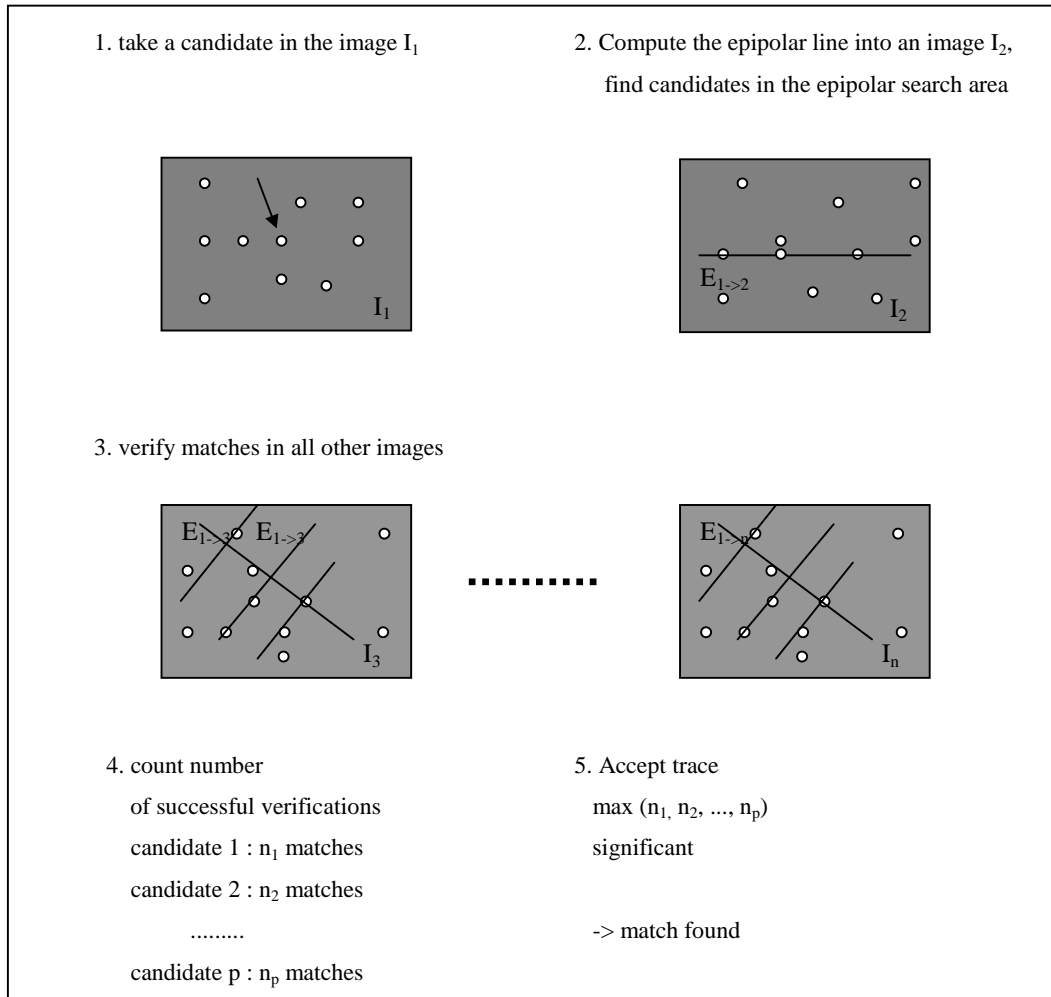 1. take a candidate in the image I₁
2. Compute the epipolar line into an image I₂,
find candidates in the epipolar search area
I₁
E₁₋>₂
I₂
3. verify matches in all other images
E₁₋>₃ E₁₋>₃
I₃
E₁₋>ₙ
Iₙ
4. count number
of successful verifications
candidate 1 : n₁ matches
candidate 2 : n₂ matches
.........
candidate p : nₚ matches
5. Accept trace
max (n₁, n₂, ..., nₚ)
significant
-> match found